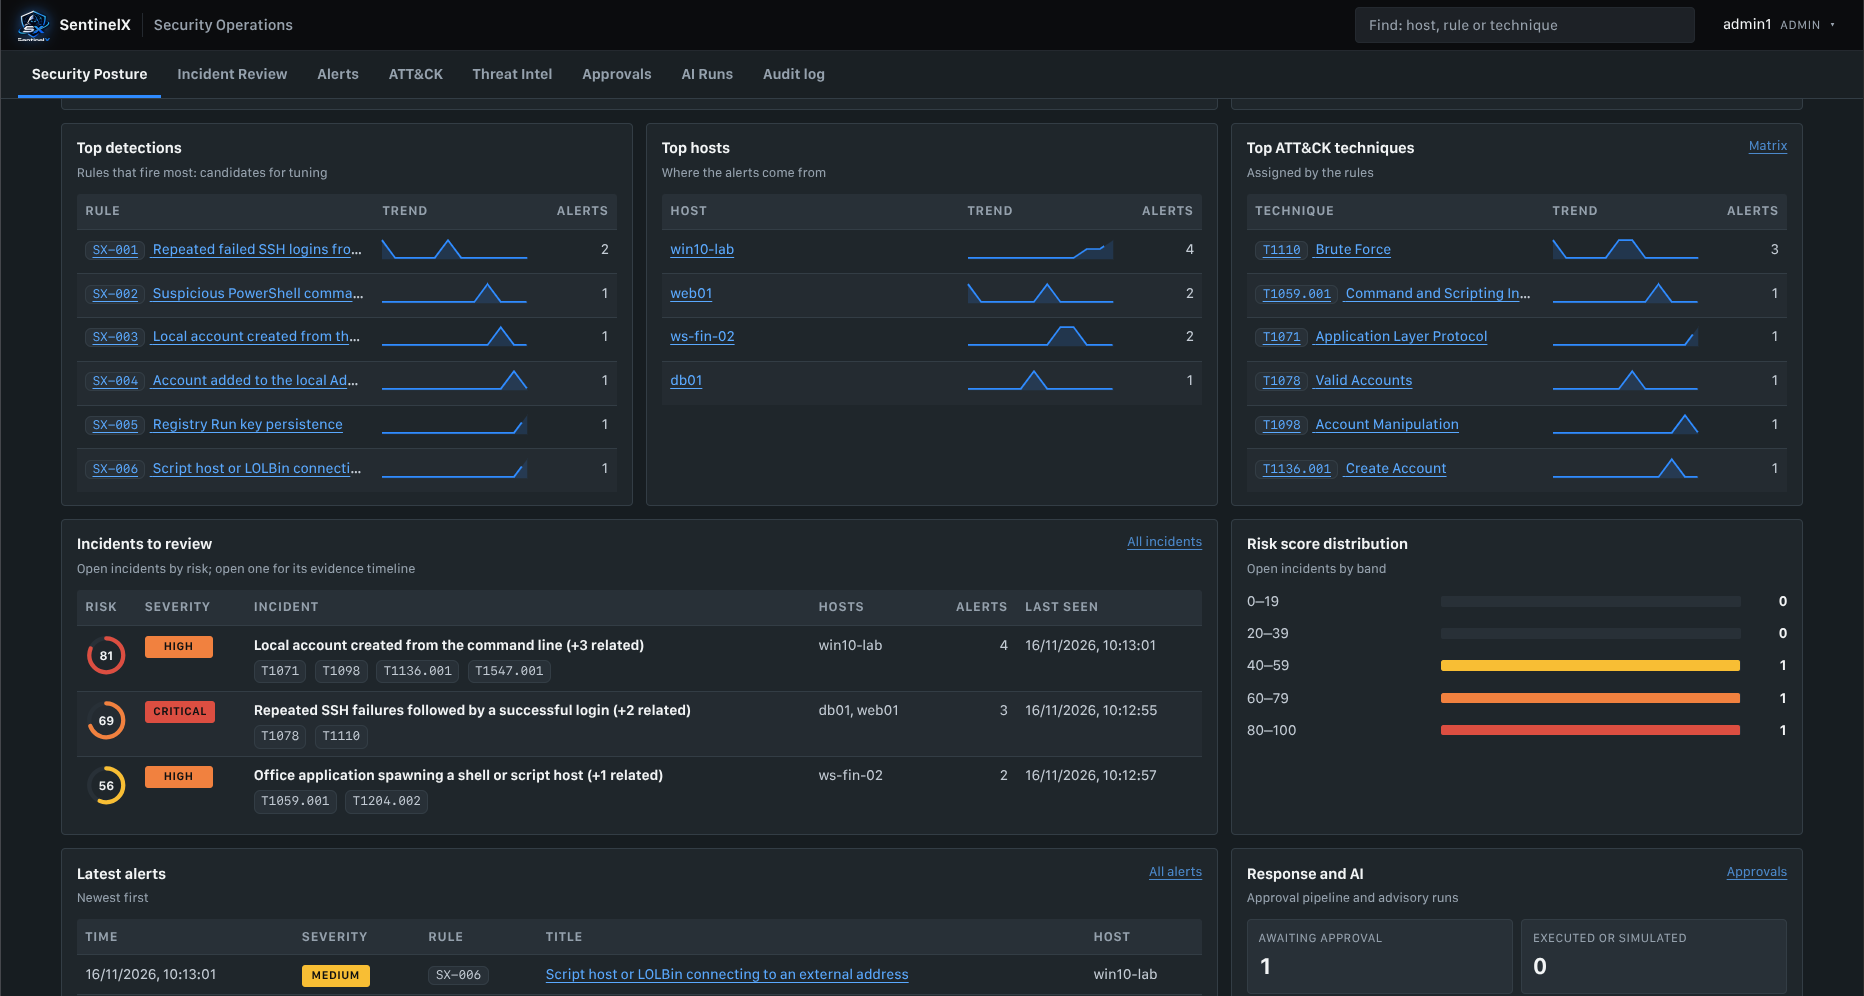 SentinelX
SentinelX Security Operations
Find: host, rule or technique
admin1 ADMIN
Security Posture Incident Review Alerts ATT&CK Threat Intel Approvals AI Runs Audit log
Top detections
Rules that fire most: candidates for tuning
RULE TREND ALERTS
SX-001 Repeated failed SSH logins fro... 2
SX-002 Suspicious PowerShell comma... 1
SX-003 Local account created from th... 1
SX-004 Account added to the local Ad... 1
SX-005 Registry Run key persistence 1
SX-006 Script host or LOLBin connecti... 1
Top hosts
Where the alerts come from
HOST TREND ALERTS
win10-lab 4
web01 2
ws-fin-02 2
db01 1
Top ATT&CK techniques Matrix
Assigned by the rules
TECHNIQUE TREND ALERTS
T1110 Brute Force 3
T1059.001 Command and Scripting In... 1
T1071 Application Layer Protocol 1
T1078 Valid Accounts 1
T1098 Account Manipulation 1
T1136.001 Create Account 1
Incidents to review All incidents
Open incidents by risk; open one for its evidence timeline
RISK SEVERITY INCIDENT HOSTS ALERTS LAST SEEN
81 HIGH Local account created from the command line (+3 related) win10-lab 4 16/11/2026, 10:13:01
T1071 T1098 T1136.001 T1547.001
69 CRITICAL Repeated SSH failures followed by a successful login (+2 related) db01, web01 3 16/11/2026, 10:12:55
T1078 T1110
56 HIGH Office application spawning a shell or script host (+1 related) ws-fin-02 2 16/11/2026, 10:12:57
T1059.001 T1204.002
Risk score distribution
Open incidents by band
0–19 0
20–39 0
40–59 1
60–79 1
80–100 1
Latest alerts All alerts
Newest first
TIME SEVERITY RULE TITLE HOST
16/11/2026, 10:13:01 MEDIUM SX-006 Script host or LOLBin connecting to an external address win10-lab
Response and AI Approvals
Approval pipeline and advisory runs
AWAITING APPROVAL
1
EXECUTED OR SIMULATED
0